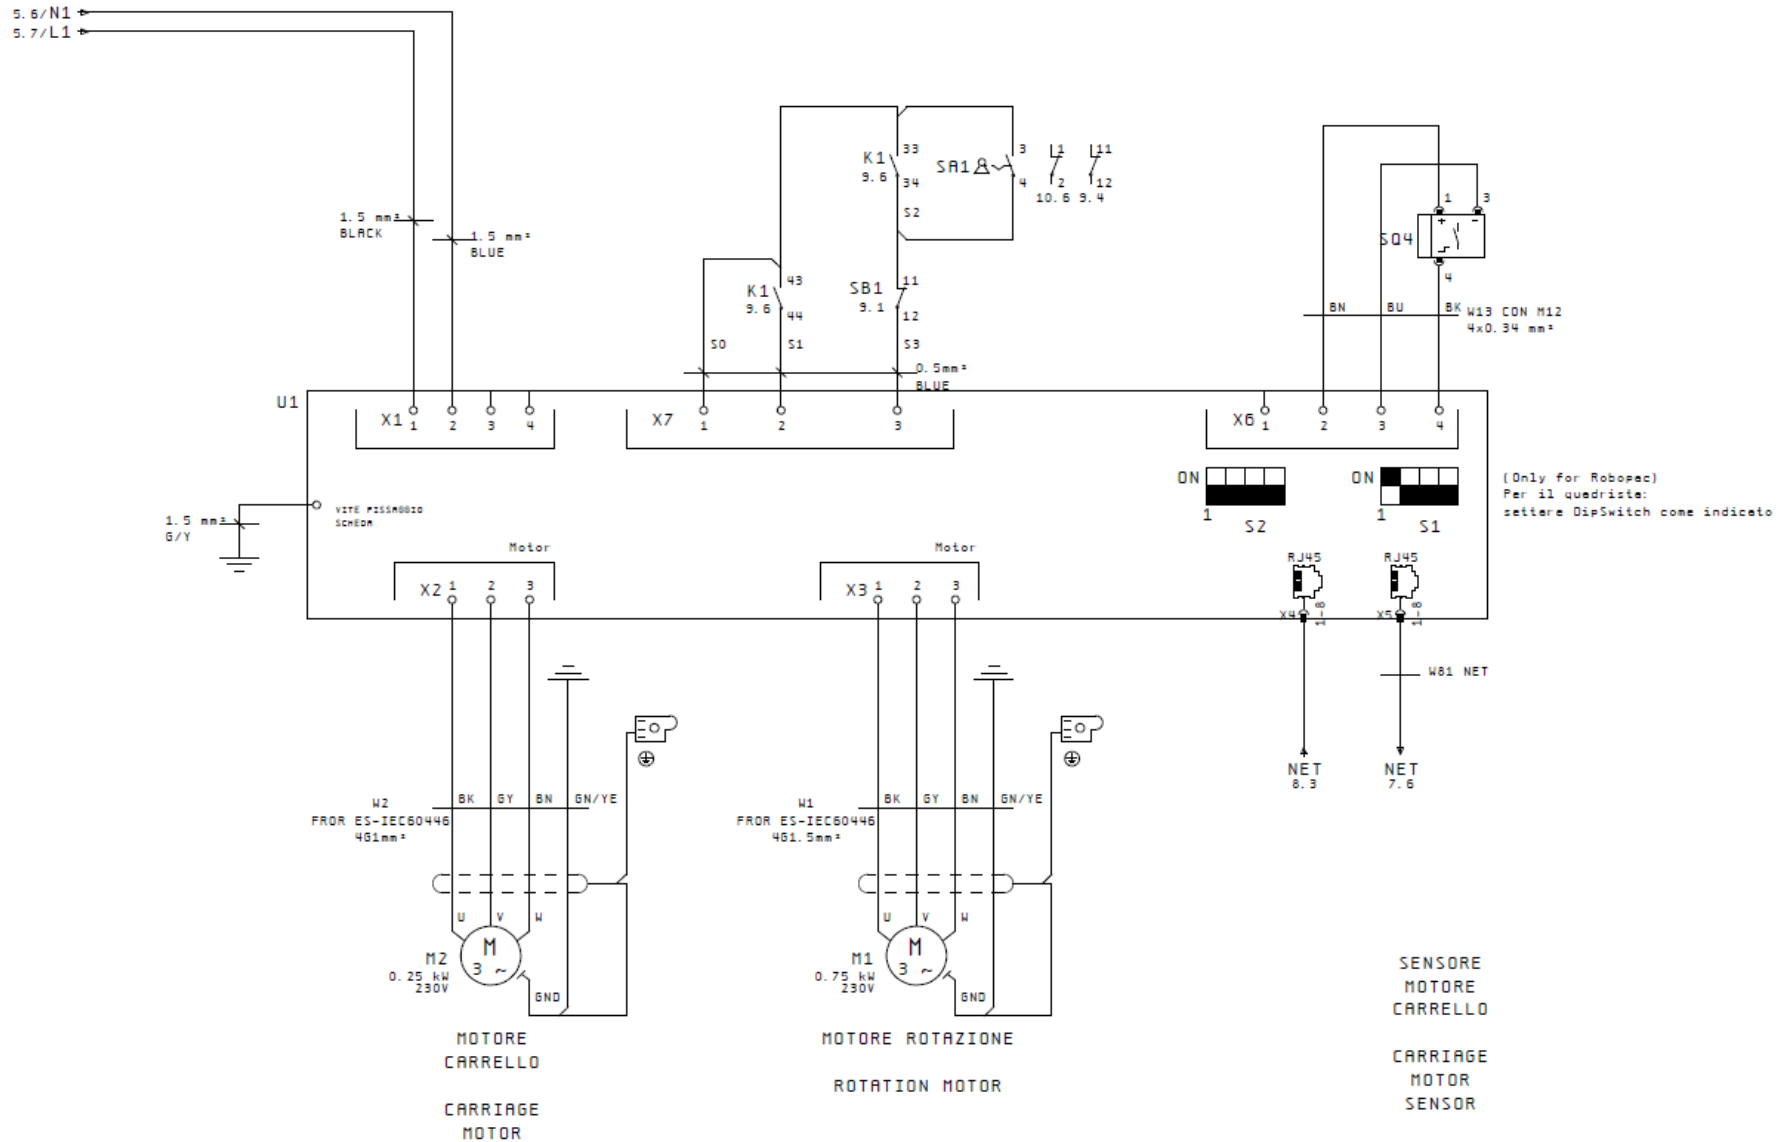 5.6/N1
5.7/L1
1.5 mm²
BLACK
1.5 mm²
BLUE
K1
9.6
33
34
S2
SA1
3
4
1
2
10.6
11
12
9.4
K1
9.6
43
44
SB1
9.1
11
12
S0
S1
S3
0.5mm²
BLUE
1
3
+
-
SQ4
4
BN
BU
BK
W13 CON M12
4x0.34 mm²
U1
X1
1
2
3
4
X7
1
2
3
X6
1
2
3
4
ON
1
S2
ON
1
S1
(Only for Robopac)
Per il quadrista:
settare DipSwitch come indicato
1.5 mm²
G/Y
VITE FISSAGGIO
SCHEDA
Motor
X2
1
2
3
Motor
X3
1
2
3
RJ45
X4
1-8
RJ45
X5
1-8
W81 NET
NET
8.3
NET
7.6
W2
FROR ES-IEC60446
4G1mm²
BK
GY
BN
GN/YE
W1
FROR ES-IEC60446
4G1.5mm²
BK
GY
BN
GN/YE
U
V
W
M
3 ~
M2
0.25 kW
230V
GND
U
V
W
M
3 ~
M1
0.75 kW
230V
GND
MOTORE
CARRELLO
CARRIAGE
MOTOR
MOTORE ROTAZIONE
ROTATION MOTOR
SENSORE
MOTORE
CARRELLO
CARRIAGE
MOTOR
SENSOR